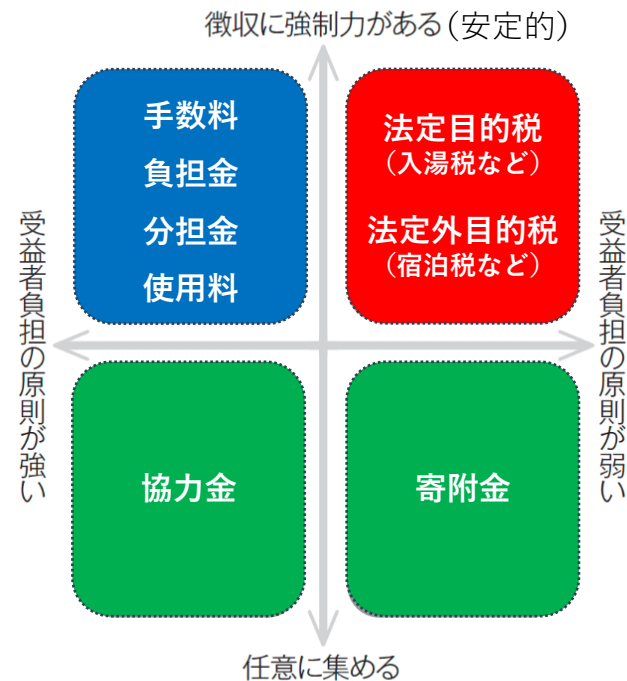 徴収に強制力がある(安定的)
手数料
負担金
分担金
使用料
法定目的税
（入湯税など）
法定外目的税
（宿泊税など）
受益者負担の原則が強い
受益者負担の原則が弱い
協力金
寄附金
任意に集める